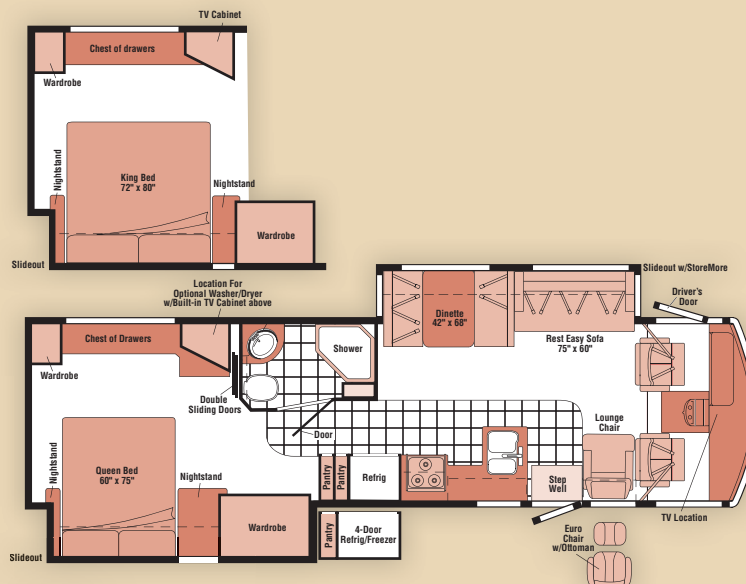 TV Cabinet
Chest of drawers
Wardrobe
King Bed
72" x 80"
Nightstand
Nightstand
Wardrobe
Slideout
Location For
Optional Washer/Dryer
w/Built-in TV Cabinet above
Slideout w/StoreMore
Driver's
Door
Chest of Drawers
Wardrobe
Shower
Dinette
42" x 68"
Rest Easy Sofa
75" x 60"
Double
Sliding Doors
Door
Lounge
Chair
Queen Bed
60" x 75"
Nightstand
Nightstand
Pantry
Pantry
Refrig
Step
Well
Wardrobe
Pantry
4-Door
Refrig/Freezer
TV Location
Euro
Chair
w/Ottoman
Slideout